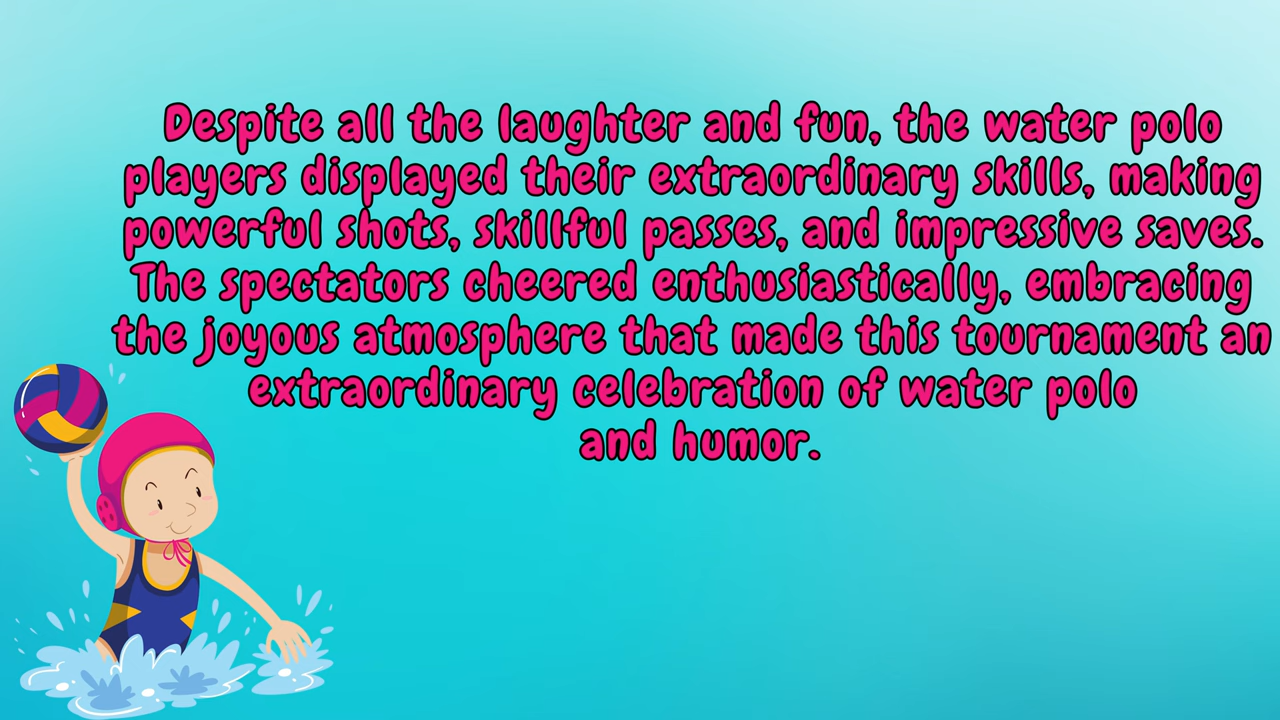 Despite all the laughter and fun, the water polo
players displayed their extraordinary skills, making
powerful shots, skillful passes, and impressive saves.
The spectators cheered enthusiastically, embracing
the joyous atmosphere that made this tournament an
extraordinary celebration of water polo
and humor.